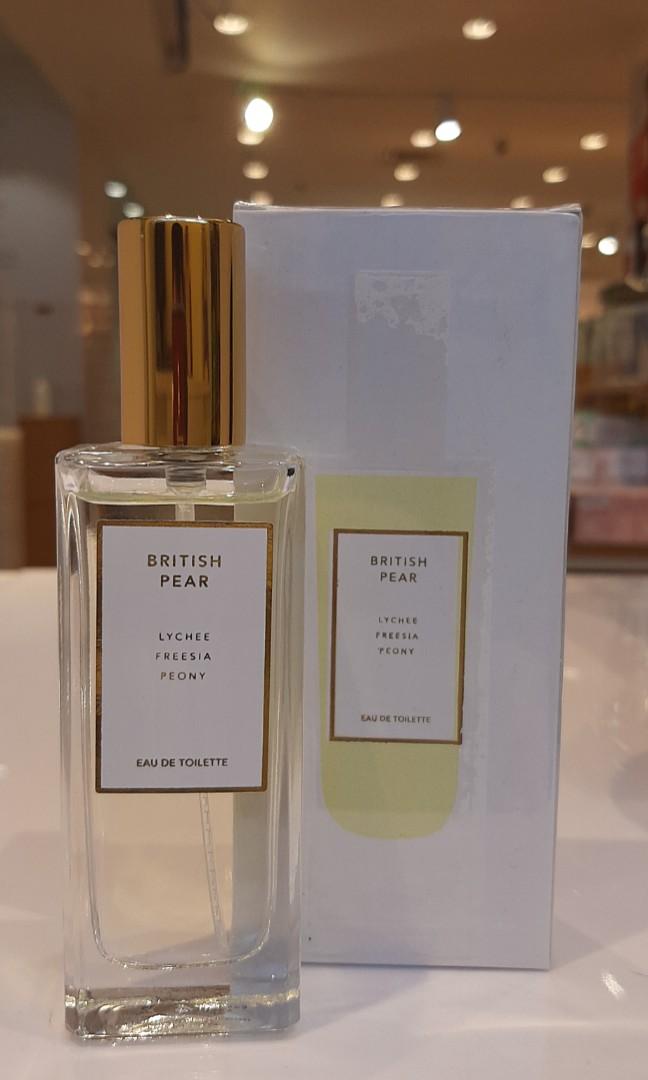 BRITISH
PEAR
LYCHEE
FREESIA
PEONY
EAU DE TOILETTE
BRITISH
PEAR
LYCHEE
FREESIA
PEONY
EAU DE TOILETTE